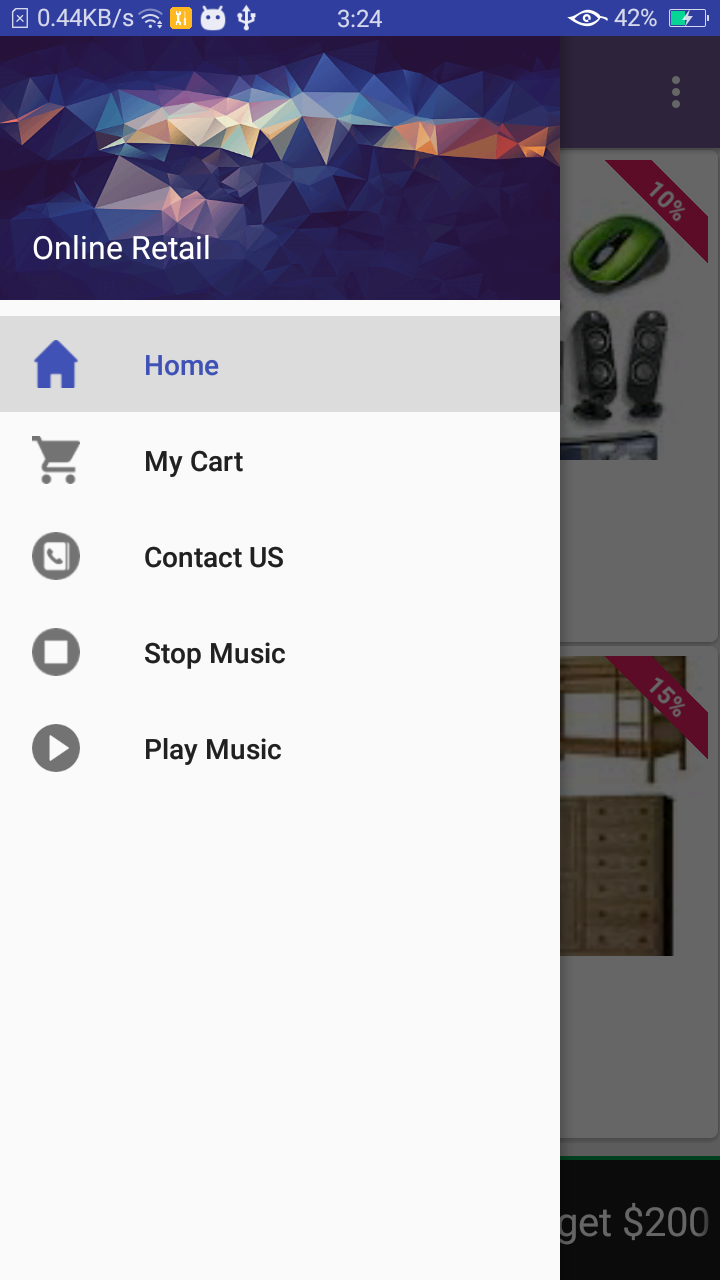 0.44KB/s 3:24 42%
Online Retail
Home
My Cart
Contact US
Stop Music
Play Music
10%
15%
get $200